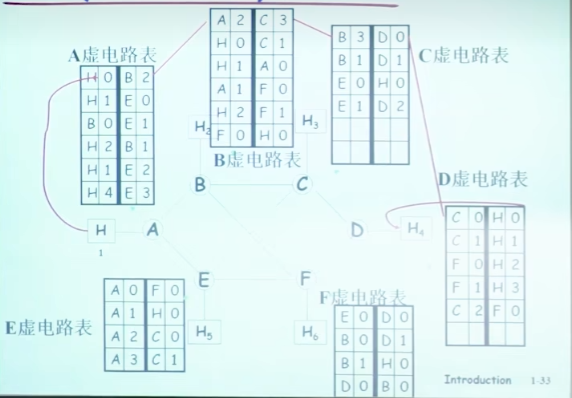 A虚电路表
H 0 B 2
H 1 E 0
B 0 E 1
H 2 B 1
H 1 E 2
H 4 E 3
A 2 C 3
H 0 C 1
H 1 A 0
A 1 F 0
H 2 F 1
F 0 H 0
B虚电路表
B 3 D 0
B 1 D 1
E 0 H 0
E 1 D 2
C虚电路表
H3
B
C
D虚电路表
C 0 H 0
C 1 H 1
F 0 H 2
F 1 H 3
C 2 F 0
H
1
A
D
H4
E
F
E虚电路表
A 0 F 0
A 1 H 0
A 2 C 0
A 3 C 1
H5
H6
F虚电路表
E 0 D 0
B 0 D 1
B 1 H 0
D 0 B 0
Introduction 1-33